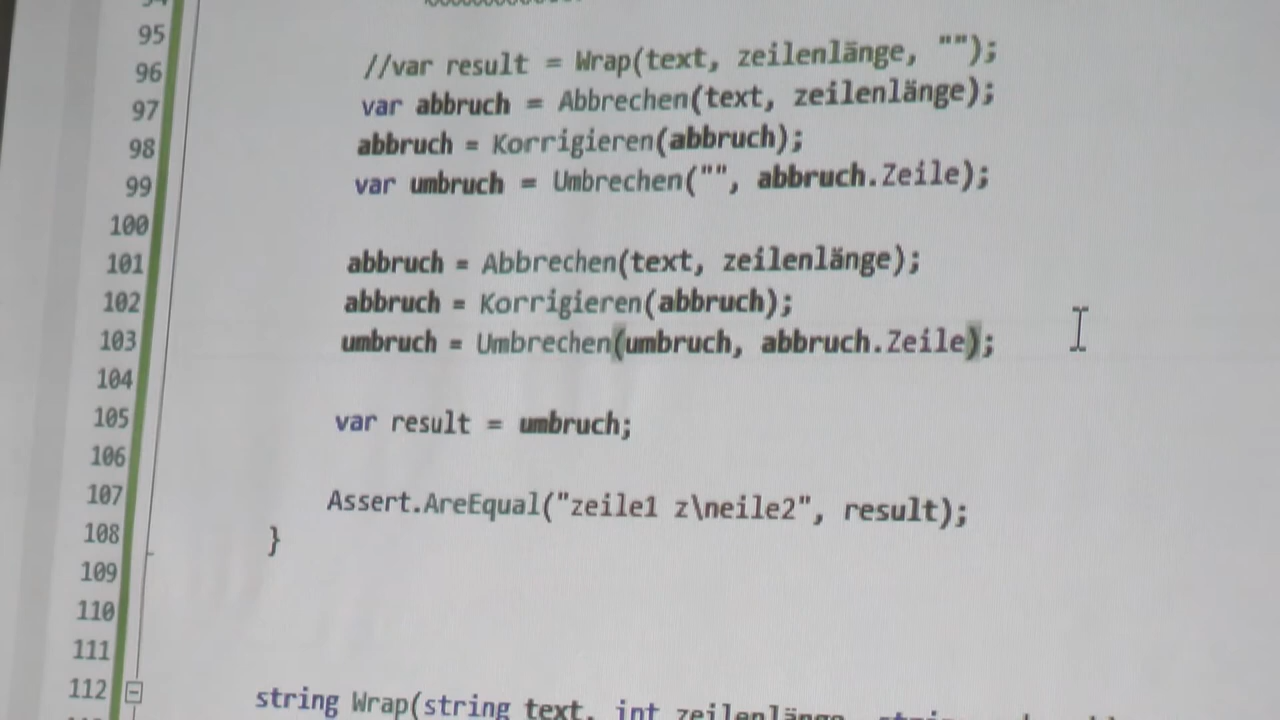 95
96 //var result = Wrap(text, zeilenlänge, "");
97 var abbruch = Abbrechen(text, zeilenlänge);
98 abbruch = Korrigieren(abbruch);
99 var umbruch = Umbrechen("", abbruch.Zeile);
100
101 abbruch = Abbrechen(text, zeilenlänge);
102 abbruch = Korrigieren(abbruch);
103 umbruch = Umbrechen(umbruch, abbruch.Zeile);
104
105 var result = umbruch;
106
107 Assert.AreEqual("zeile1 z\neile2", result);
108 }
109
110
111
112 string Wrap(string text, int zeilenlänge,